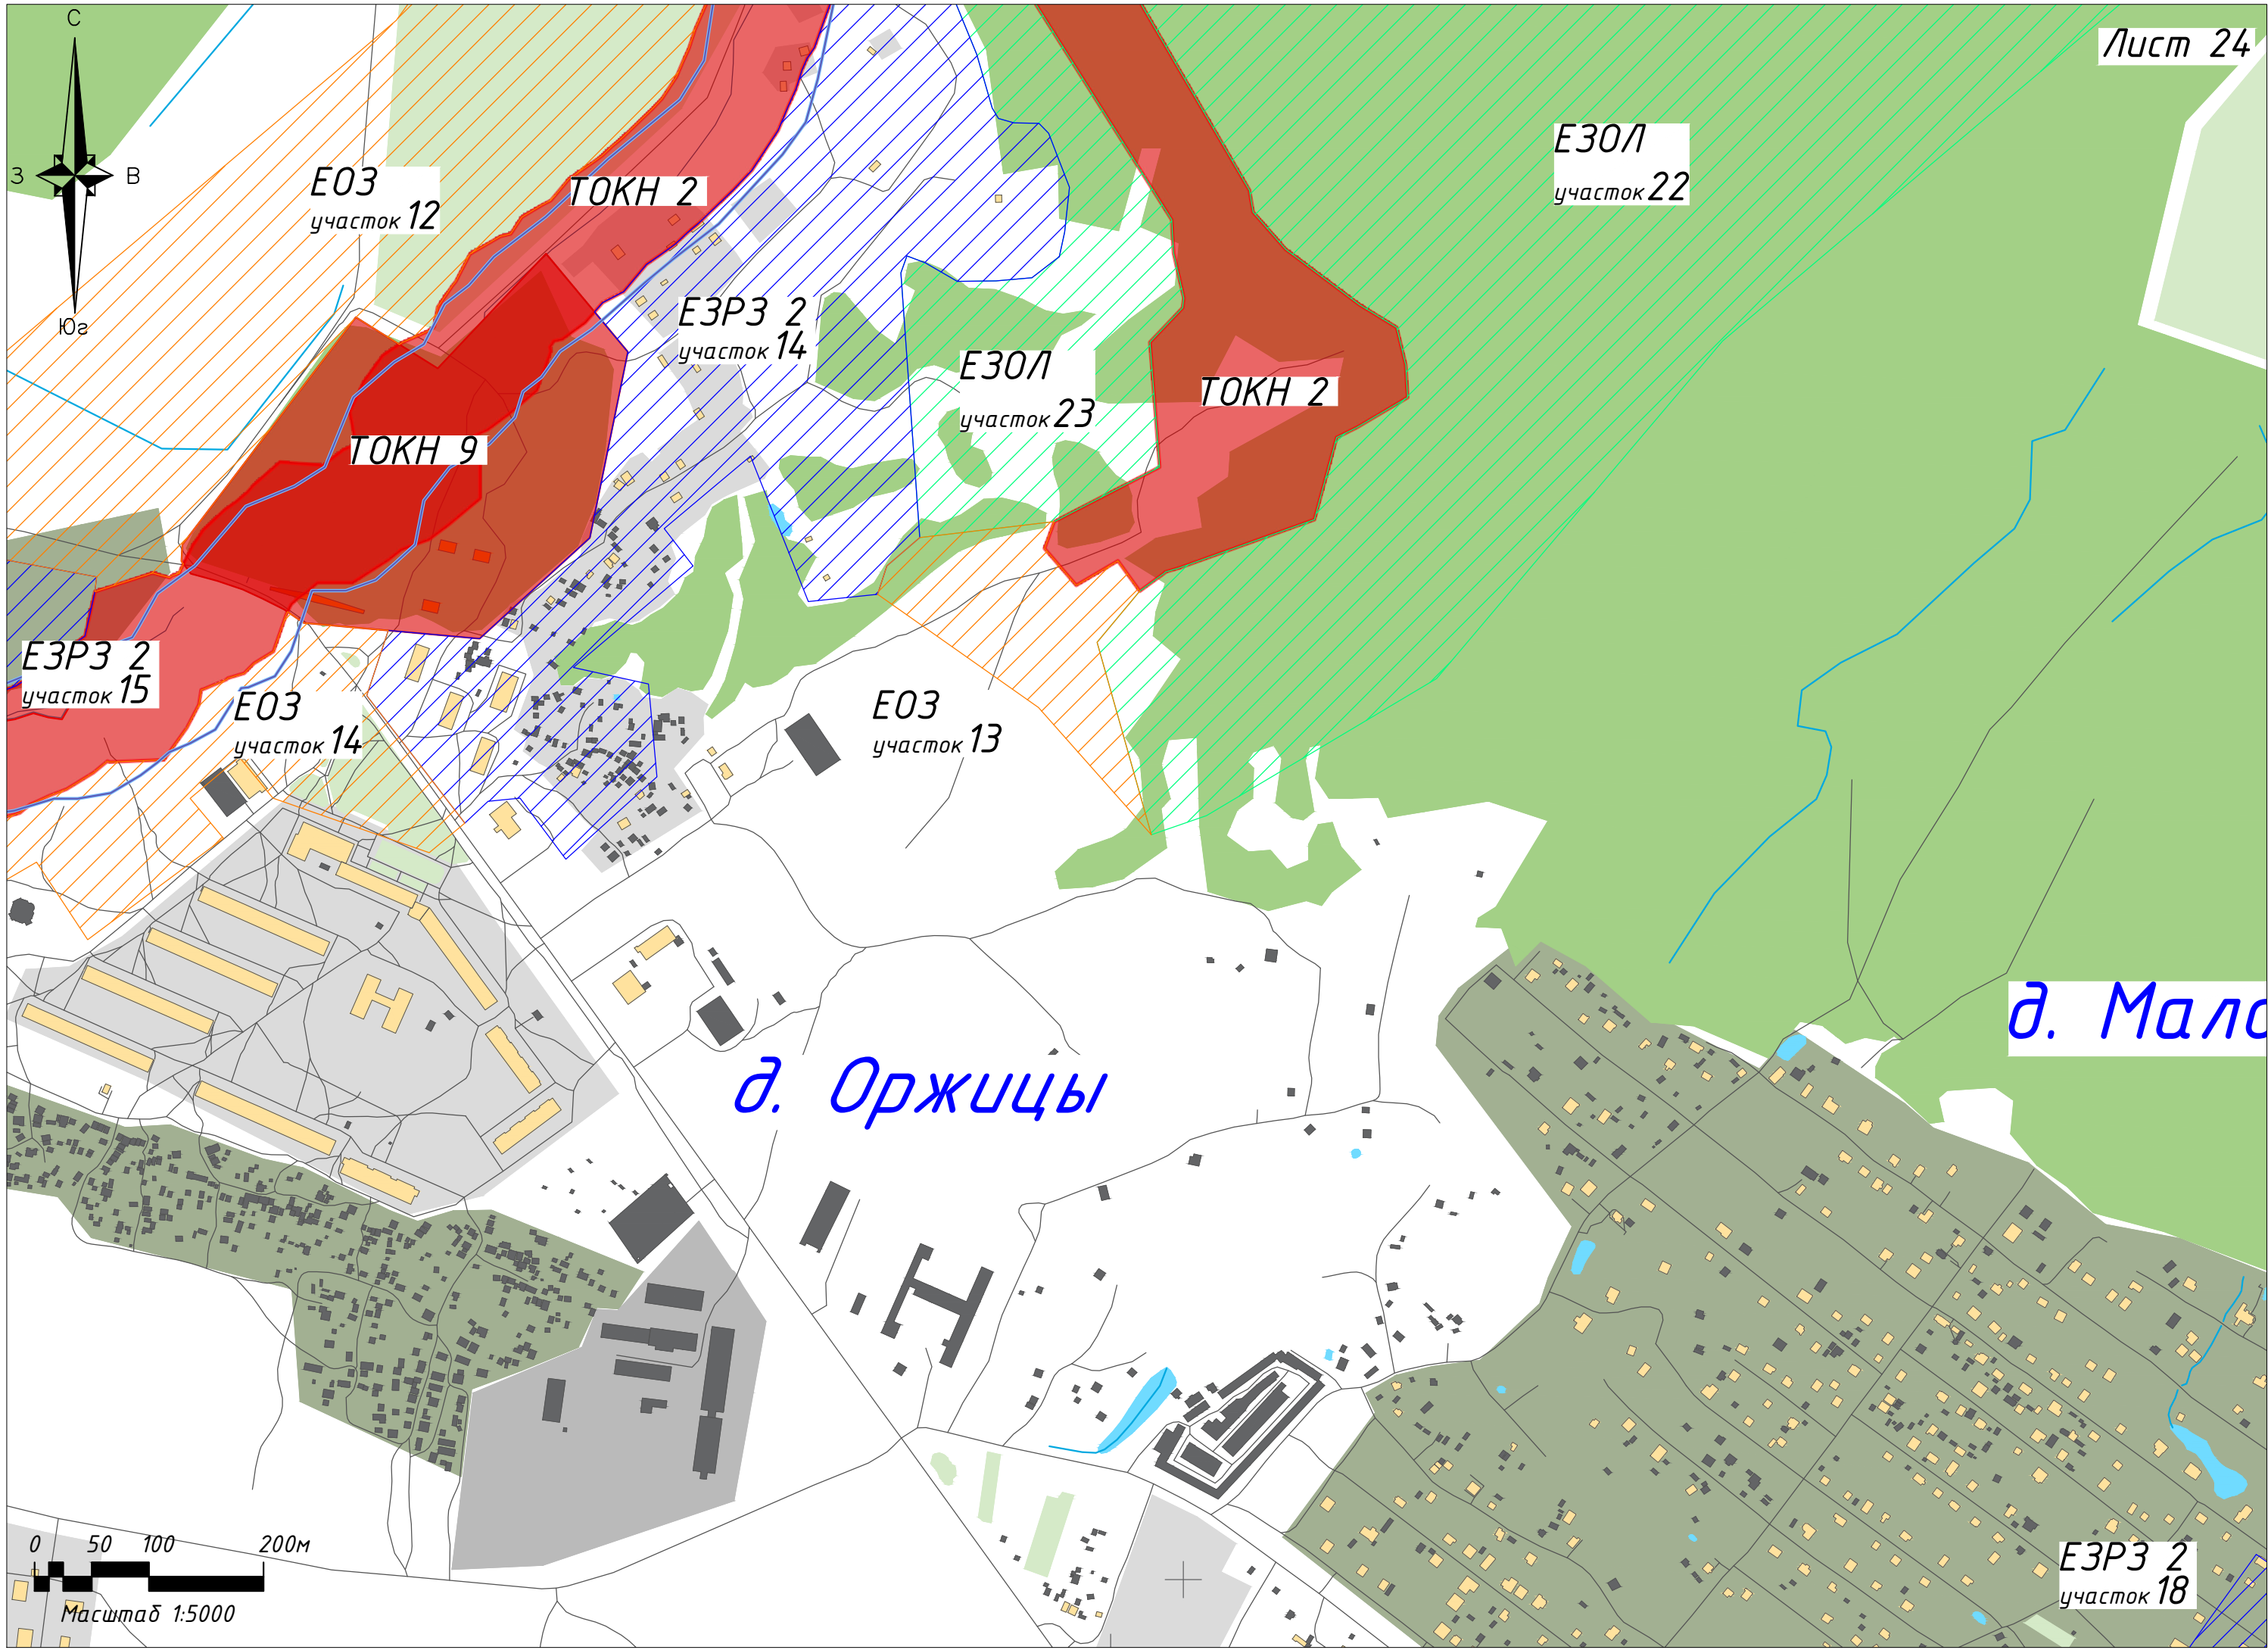 С
Лист 24
З
В
Юг
ЕОЗ
участок 12
ТОКН 2
ЕЗОЛ
участок 22
ЕЗРЗ 2
участок 14
ЕЗОЛ
участок 23
ТОКН 2
ТОКН 9
ЕЗРЗ 2
участок 15
ЕОЗ
участок 14
ЕОЗ
участок 13
д. Мало
д. Оржицы
0 50 100 200м
Масштаб 1:5000
ЕЗРЗ 2
участок 18